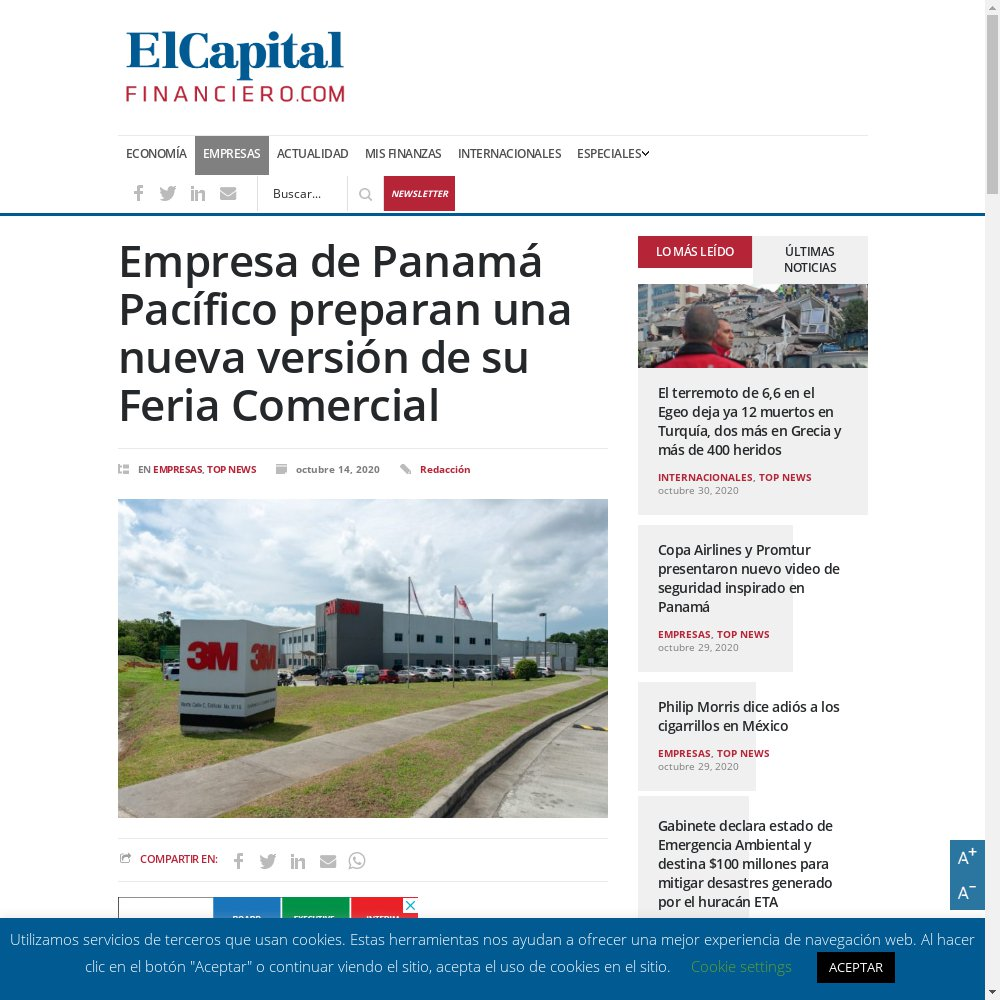 ElCapital
FINANCIERO.COM
ECONOMÍA EMPRESAS ACTUALIDAD MIS FINANZAS INTERNACIONALES ESPECIALES
Buscar...
NEWSLETTER
Empresa de Panamá
Pacífico preparan una
nueva versión de su
Feria Comercial
EN EMPRESAS, TOP NEWS octubre 14, 2020 Redacción
3M 3M
3M 3M
COMPARTIR EN:
BOARD EXECUTIVE INTERIM
LO MÁS LEÍDO
ÚLTIMAS
NOTICIAS
El terremoto de 6,6 en el
Egeo deja ya 12 muertos en
Turquía, dos más en Grecia y
más de 400 heridos
INTERNACIONALES, TOP NEWS
octubre 30, 2020
Copa Airlines y Promtur
presentaron nuevo video de
seguridad inspirado en
Panamá
EMPRESAS, TOP NEWS
octubre 29, 2020
Philip Morris dice adiós a los
cigarrillos en México
EMPRESAS, TOP NEWS
octubre 29, 2020
Gabinete declara estado de
Emergencia Ambiental y
destina $100 millones para
mitigar desastres generado
por el huracán ETA
A+
A−
Utilizamos servicios de terceros que usan cookies. Estas herramientas nos ayudan a ofrecer una mejor experiencia de navegación web. Al hacer
clic en el botón "Aceptar" o continuar viendo el sitio, acepta el uso de cookies en el sitio. Cookie settings ACEPTAR